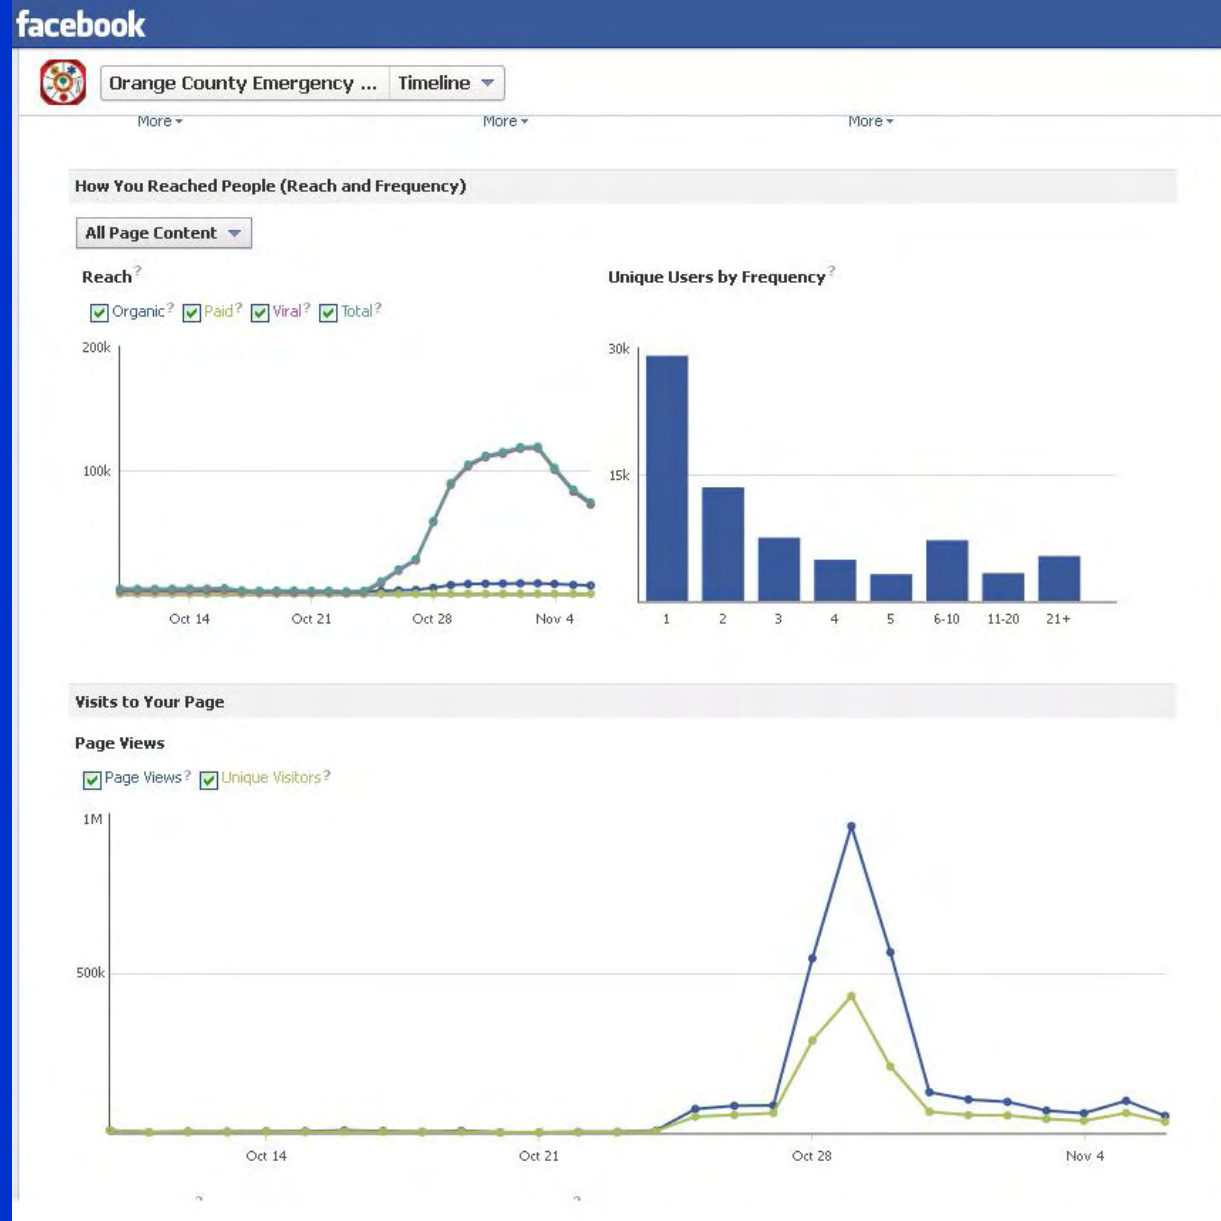 facebook
Orange County Emergency ... Timeline
More More More
How You Reached People (Reach and Frequency)
All Page Content
Reach? Unique Users by Frequency?
Organic? Paid? Viral? Total?
200k 30k
100k 15k
Oct 14 Oct 21 Oct 28 Nov 4 1 2 3 4 5 6-10 11-20 21+
Visits to Your Page
Page Views
Page Views? Unique Visitors?
1M
500k
Oct 14 Oct 21 Oct 28 Nov 4
? ?